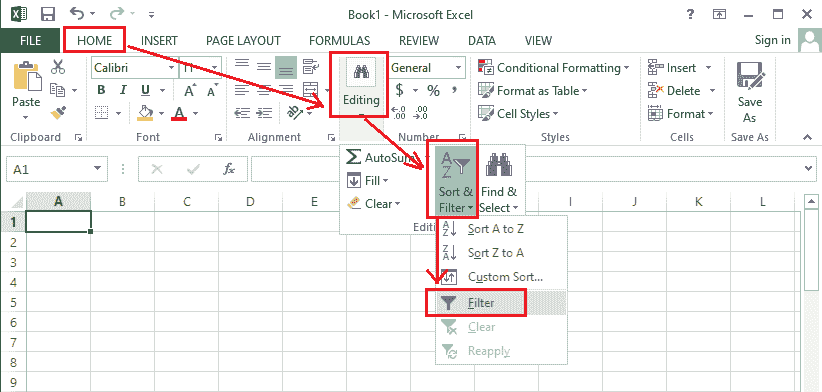 Book1 - Microsoft Excel
FILE HOME INSERT PAGE LAYOUT FORMULAS REVIEW DATA VIEW Sign in
Calibri General Conditional Formatting Insert
Paste B I U Editing $ % , Format as Table Delete Save
Cell Styles Format As
Clipboard Font Alignment Number Styles Cells Save As
A1 fx
AutoSum Sort & Find &
Fill Filter Select
Clear
A B C D E I J K L
1 Sort A to Z
2 Sort Z to A
3 Custom Sort...
4 Filter
5 Clear
6 Reapply
7
8
9